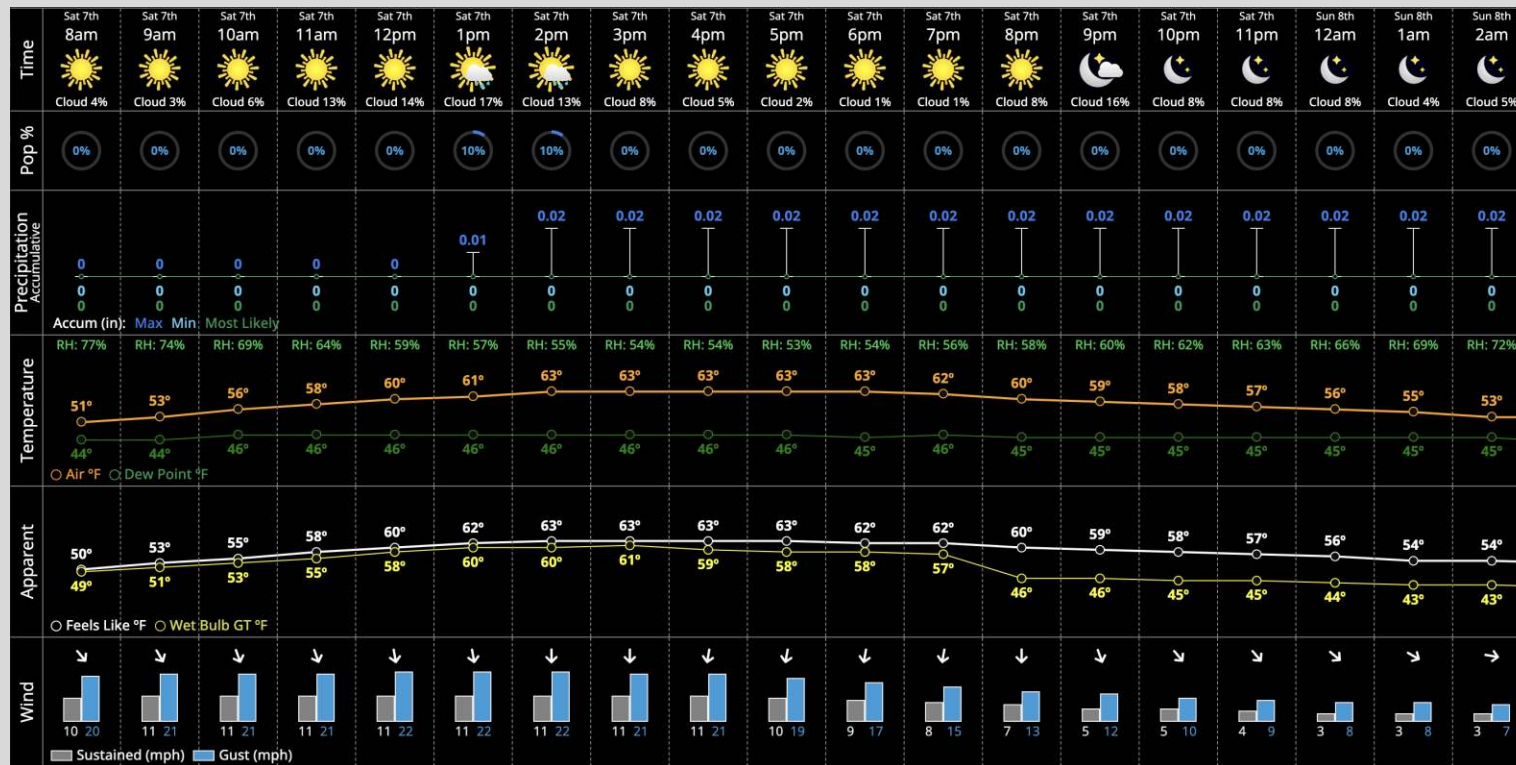 Time
Sat 7th Sat 7th Sat 7th Sat 7th Sat 7th Sat 7th Sat 7th Sat 7th Sat 7th Sat 7th Sat 7th Sat 7th Sat 7th Sat 7th Sat 7th Sat 7th Sun 8th Sun 8th Sun 8th
8am 9am 10am 11am 12pm 1pm 2pm 3pm 4pm 5pm 6pm 7pm 8pm 9pm 10pm 11pm 12am 1am 2am
Cloud 4% Cloud 3% Cloud 6% Cloud 13% Cloud 14% Cloud 17% Cloud 13% Cloud 8% Cloud 5% Cloud 2% Cloud 1% Cloud 1% Cloud 8% Cloud 16% Cloud 8% Cloud 8% Cloud 8% Cloud 4% Cloud 5%
Pop %
0% 0% 0% 0% 0% 10% 10% 0% 0% 0% 0% 0% 0% 0% 0% 0% 0% 0% 0%
Precipitation
Accumulative
0 0 0 0 0 0.01 0.02 0.02 0.02 0.02 0.02 0.02 0.02 0.02 0.02 0.02 0.02 0.02 0.02
0 0 0 0 0 0 0 0 0 0 0 0 0 0 0 0 0 0 0
0 0 0 0 0 0 0 0 0 0 0 0 0 0 0 0 0 0 0
Accum (in): Max Min Most Likely
Temperature
RH: 77% RH: 74% RH: 69% RH: 64% RH: 59% RH: 57% RH: 55% RH: 54% RH: 54% RH: 53% RH: 54% RH: 56% RH: 58% RH: 60% RH: 62% RH: 63% RH: 66% RH: 69% RH: 72%
51° 53° 56° 58° 60° 61° 63° 63° 63° 63° 63° 62° 60° 59° 58° 57° 56° 55° 53°
44° 44° 46° 46° 46° 46° 46° 46° 46° 46° 45° 46° 45° 45° 45° 45° 45° 45° 45°
Air °F Dew Point °F
Apparent
50° 53° 55° 58° 60° 62° 63° 63° 63° 63° 62° 62° 60° 59° 58° 57° 56° 54° 54°
49° 51° 53° 55° 58° 60° 60° 61° 59° 58° 58° 57° 46° 46° 45° 45° 44° 43° 43°
Feels Like °F Wet Bulb GT °F
Wind
10 20 11 21 11 21 11 21 11 22 11 22 11 22 11 21 11 21 10 19 9 17 8 15 7 13 5 12 5 10 4 9 3 8 3 8 3 7
Sustained (mph) Gust (mph)